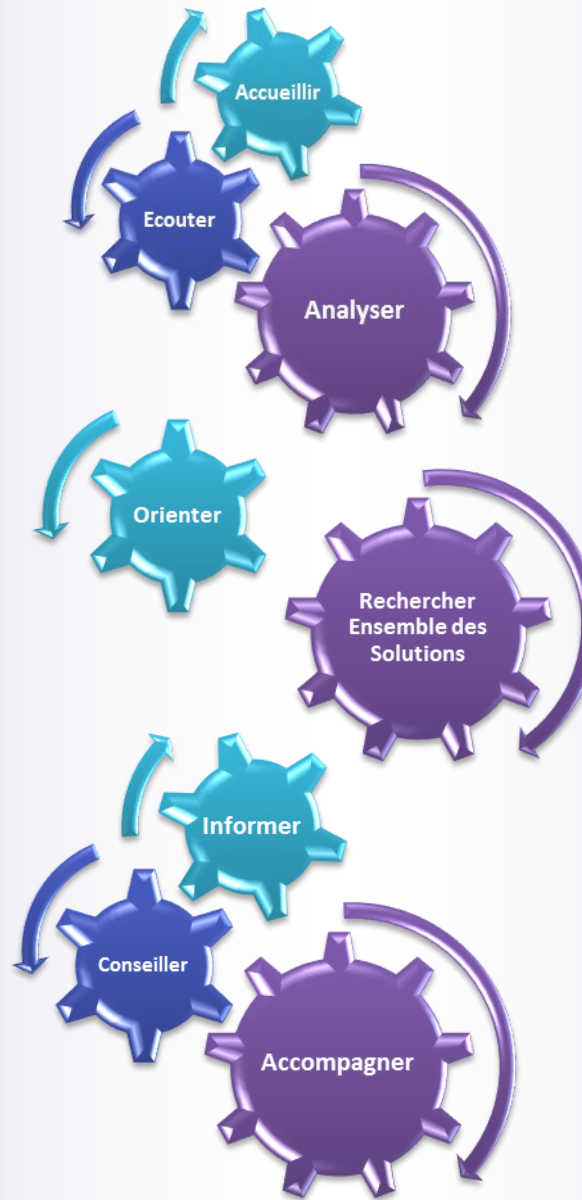 Accueillir
Ecouter
Analyser
Orienter
Rechercher
Ensemble des
Solutions
Informer
Conseiller
Accompagner